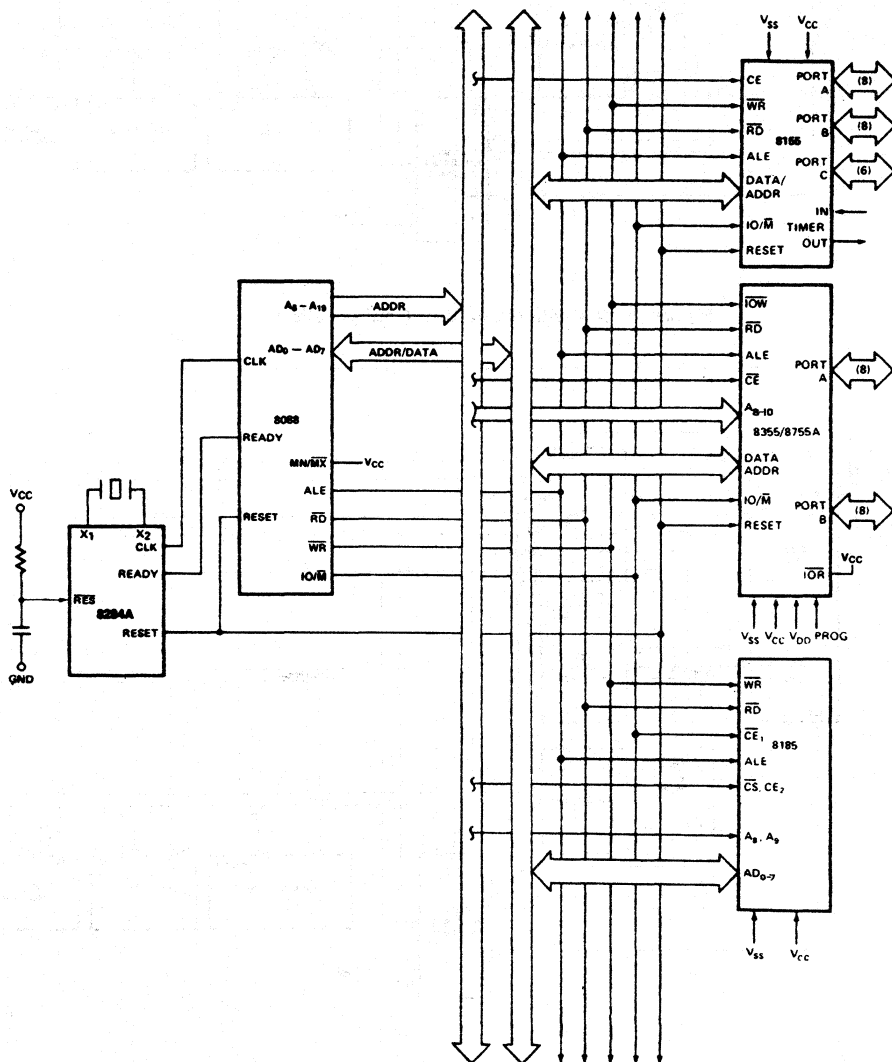 VCC
X1
X2
CLK
READY
RES
8284A
RESET
GND
A8 – A19
ADDR
AD0 – AD7
ADDR/DATA
CLK
8088
READY
MN/MX
VCC
ALE
RESET
RD
WR
IO/M
VSS
VCC
CE
PORT A
(8)
WR
PORT B
(8)
RD
8155
ALE
PORT C
(6)
DATA/
ADDR
IN
IO/M
TIMER
OUT
RESET
IOW
RD
ALE
PORT A
(8)
CE
A8-10
8355/8755A
DATA
ADDR
IO/M
PORT B
(8)
RESET
VCC
IOR
VSS
VCC
VDD
PROG
WR
RD
CE1
8185
ALE
CS, CE2
A8, A9
AD0-7
VSS
VCC